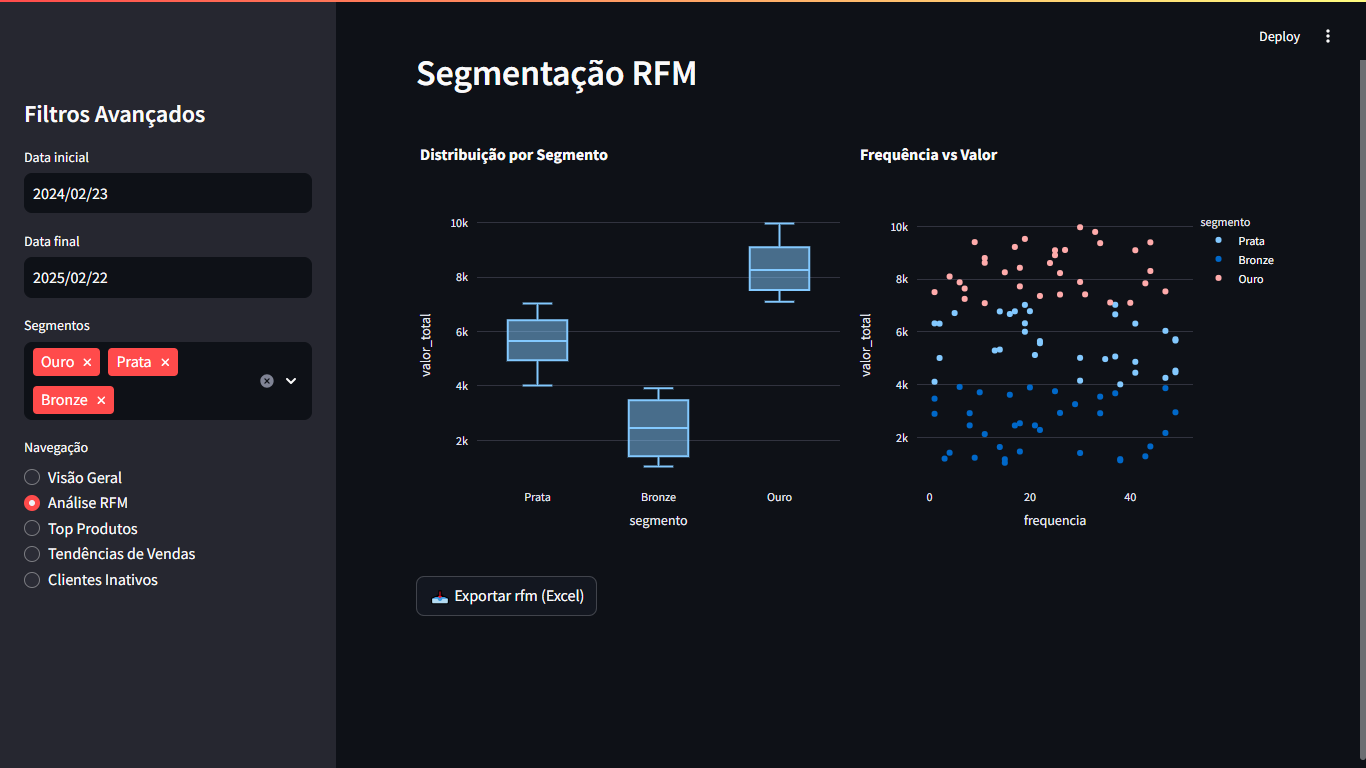 Deploy
Filtros Avançados
Data inicial
2024/02/23
Data final
2025/02/22
Segmentos
Ouro
Prata
Bronze
Navegação
Visão Geral
Análise RFM
Top Produtos
Tendências de Vendas
Clientes Inativos
Segmentação RFM
Distribuição por Segmento
10k
8k
6k
4k
2k
valor_total
Prata Bronze Ouro
segmento
Frequência vs Valor
10k
8k
6k
4k
2k
valor_total
0 20 40
frequencia
segmento
Prata
Bronze
Ouro
Exportar rfm (Excel)